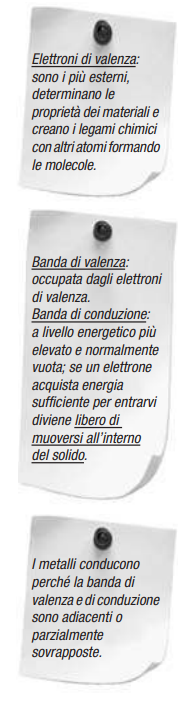 Elettroni di valenza:
sono i più esterni,
determinano le
proprietà dei materiali e
creano i legami chimici
con altri atomi formando
le molecole.
Banda di valenza:
occupata dagli elettroni
di valenza.
Banda di conduzione:
a livello energetico più
elevato e normalmente
vuota; se un elettrone
acquista energia
sufficiente per entrarvi
diviene libero di
muoversi all'interno
del solido.
I metalli conducono
perché la banda di
valenza e di conduzione
sono adiacenti o
parzialmente
sovrapposte.